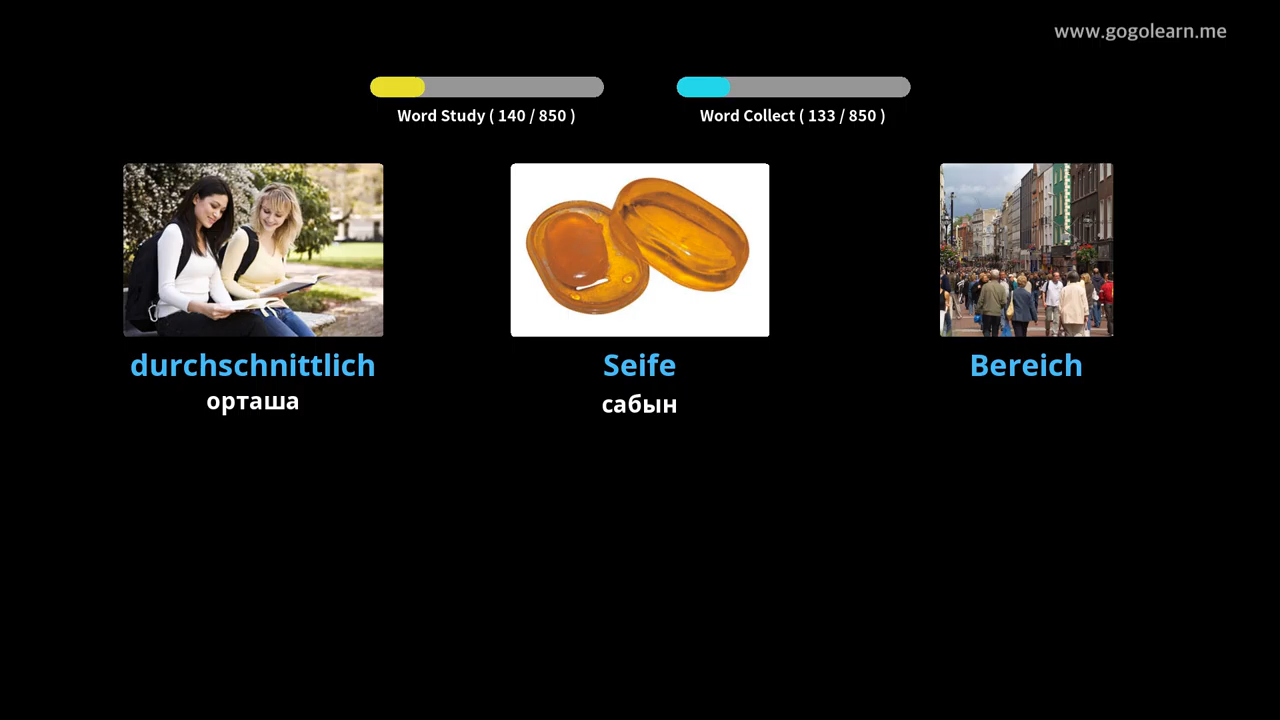 www.gogolearn.me
Word Study ( 140 / 850 )
Word Collect ( 133 / 850 )
durchschnittlich
орташа
Seife
сабын
Bereich